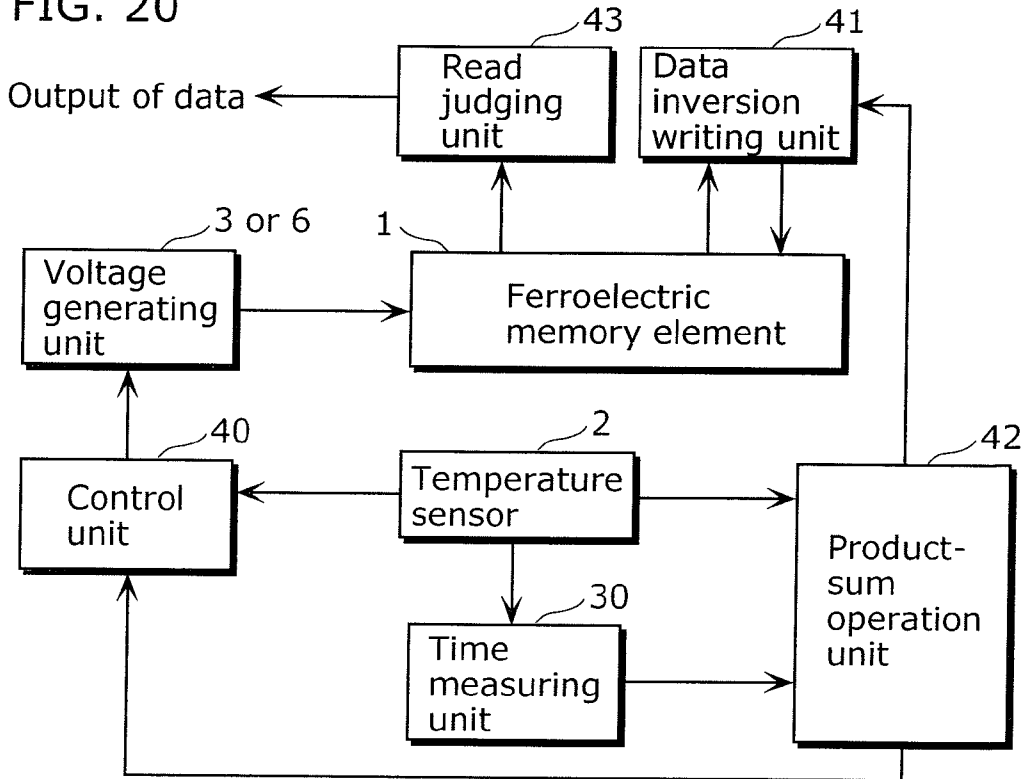 FIG. 20
43
41
Read
judging
unit
Data
inversion
writing unit
Output of data
3 or 6
1
Voltage
generating
unit
Ferroelectric
memory element
40
2
42
Control
unit
Temperature
sensor
Product-
sum
operation
unit
30
Time
measuring
unit